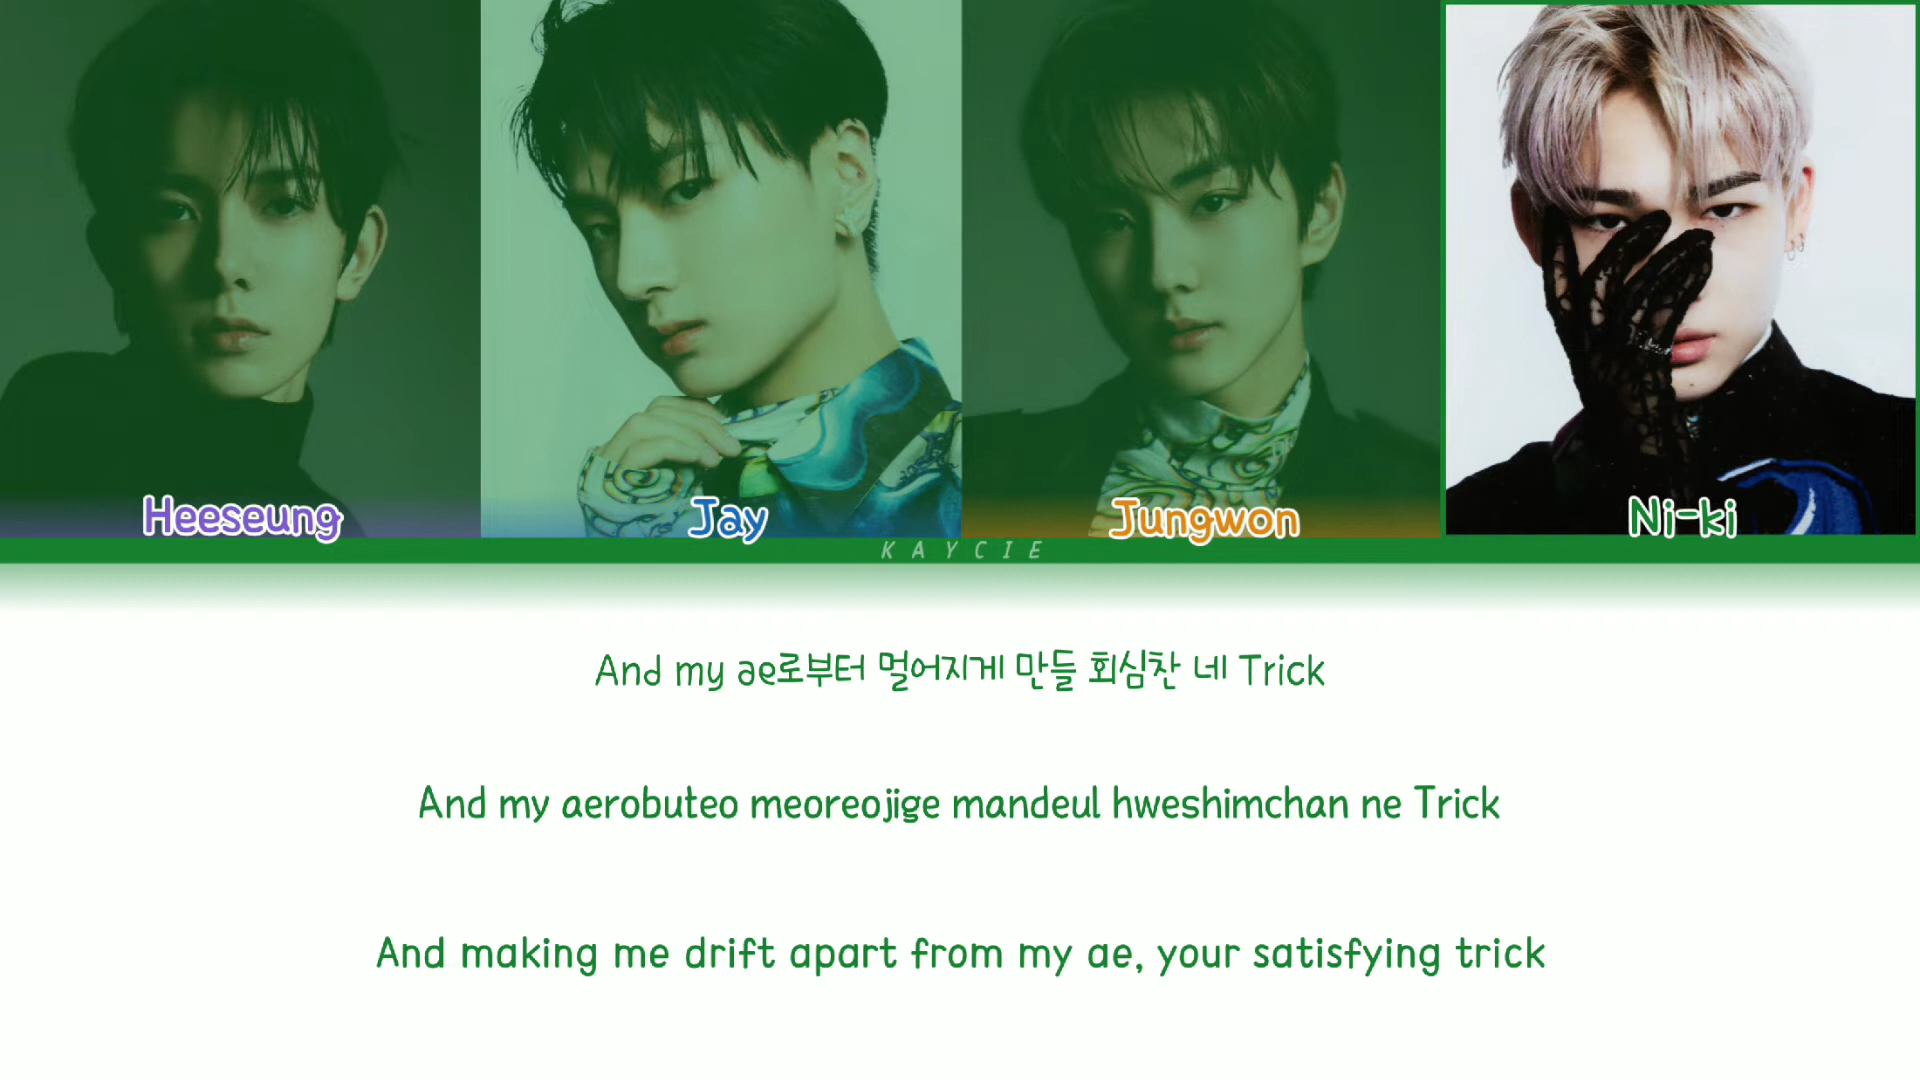 Heeseung
Jay
Jungwon
Ni-ki
KAYCIE
And my ae로부터 멀어지게 만들 회심찬 네 Trick
And my aerobuteo meoreojige mandeul hweshimchan ne Trick
And making me drift apart from my ae, your satisfying trick